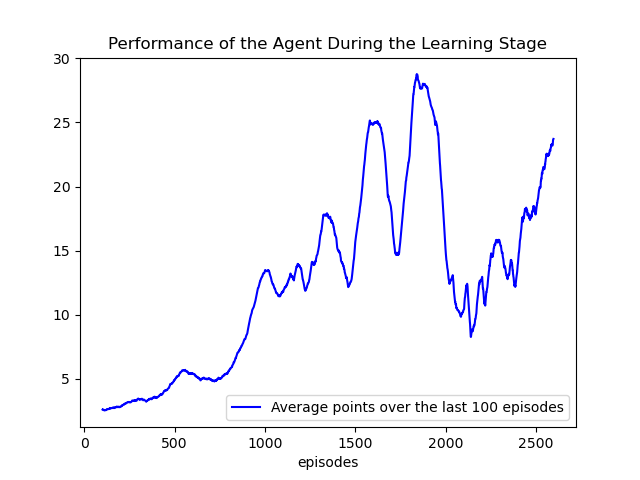 Performance of the Agent During the Learning Stage
30
25
20
15
10
5
Average points over the last 100 episodes
0 500 1000 1500 2000 2500
episodes